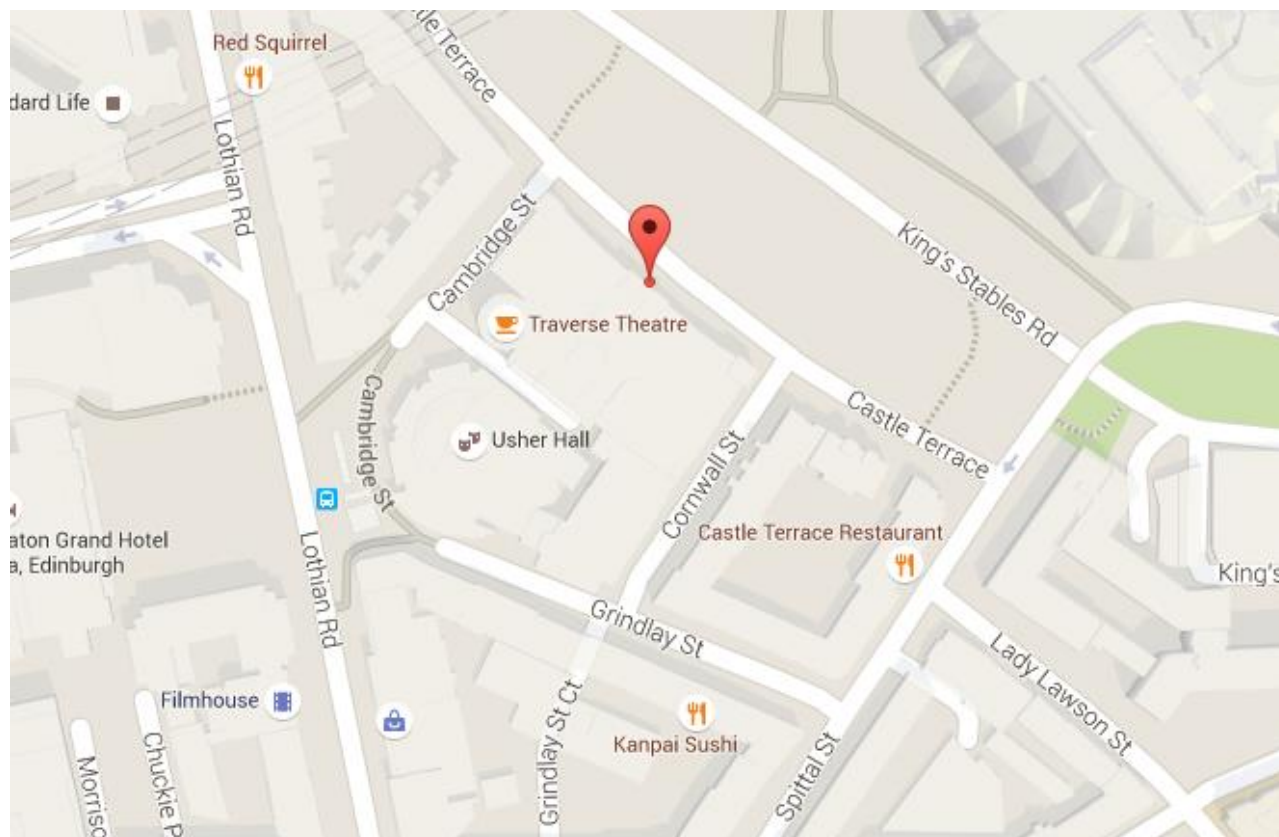 Red Squirrel
tle Terrace
dard Life
Lothian Rd
Cambridge St
King's Stables Rd
Traverse Theatre
Cambridge St
Usher Hall
Castle Terrace
Cornwall St
Castle Terrace Restaurant
aton Grand Hotel
a, Edinburgh
King's
Lothian Rd
Grindlay St
Lady Lawson St
Filmhouse
Grindlay St Ct
Kanpai Sushi
Spittal St
Chuckie P
Morriso